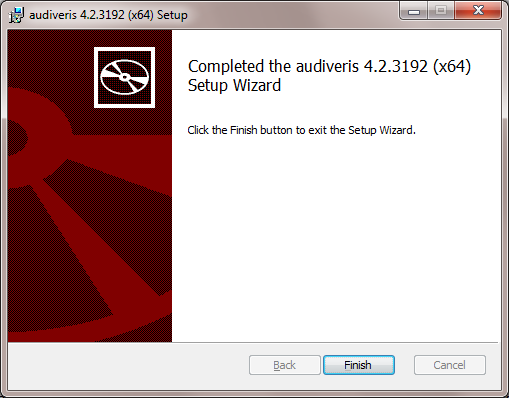 audiveris 4.2.3192 (x64) Setup
Completed the audiveris 4.2.3192 (x64)
Setup Wizard
Click the Finish button to exit the Setup Wizard.
Back
Finish
Cancel